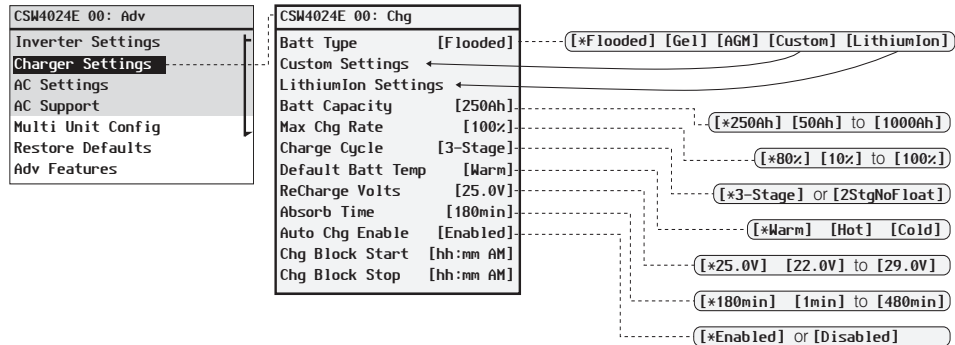 CSW4024E 00: Adv
Inverter Settings
Charger Settings
AC Settings
AC Support
Multi Unit Config
Restore Defaults
Adv Features
CSW4024E 00: Chg
Batt Type [Flooded]
Custom Settings
LithiumIon Settings
Batt Capacity [250Ah]
Max Chg Rate [100%]
Charge Cycle [3-Stage]
Default Batt Temp [Warm]
ReCharge Volts [25.0V]
Absorb Time [180min]
Auto Chg Enable [Enabled]
Chg Block Start [hh:mm AM]
Chg Block Stop [hh:mm AM]
[*Flooded] [Gel] [AGM] [Custom] [LithiumIon]
[*250Ah] [50Ah] to [1000Ah]
[*80%] [10%] to [100%]
[*3-Stage] or [2StgNoFloat]
[*Warm] [Hot] [Cold]
[*25.0V] [22.0V] to [29.0V]
[*180min] [1min] to [480min]
[*Enabled] or [Disabled]